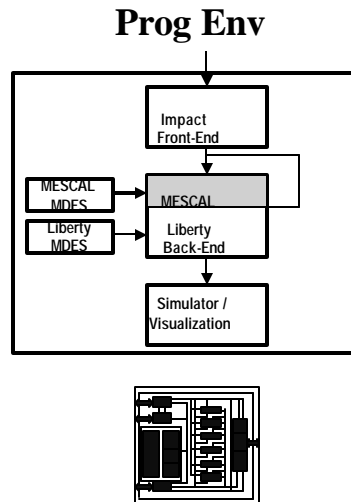 Prog Env
Impact
Front-End
MESCAL
MDES
MESCAL
Liberty
MDES
Liberty
Back-End
Simulator /
Visualization